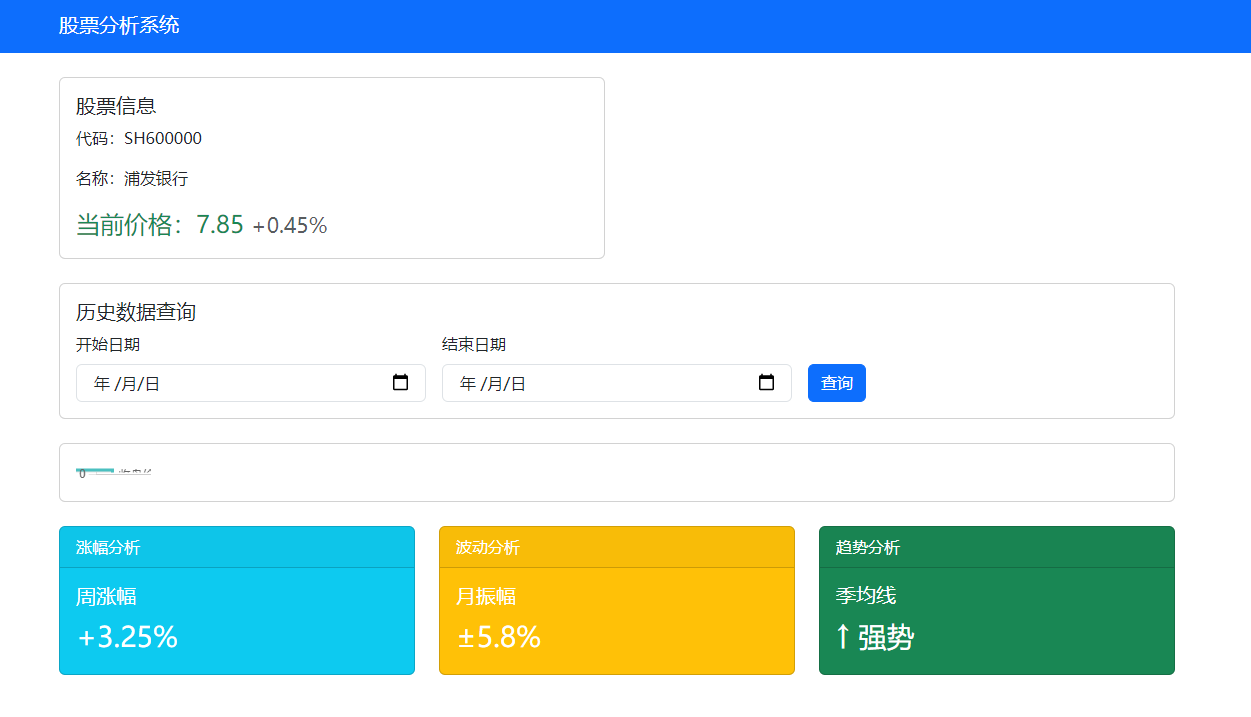 股票分析系统
股票信息
代码：SH600000
名称：浦发银行
当前价格：7.85 +0.45%
历史数据查询
开始日期
结束日期
年 /月/日
年 /月/日
查询
0
涨幅分析
周涨幅
+3.25%
波动分析
月振幅
±5.8%
趋势分析
季均线
↑ 强势